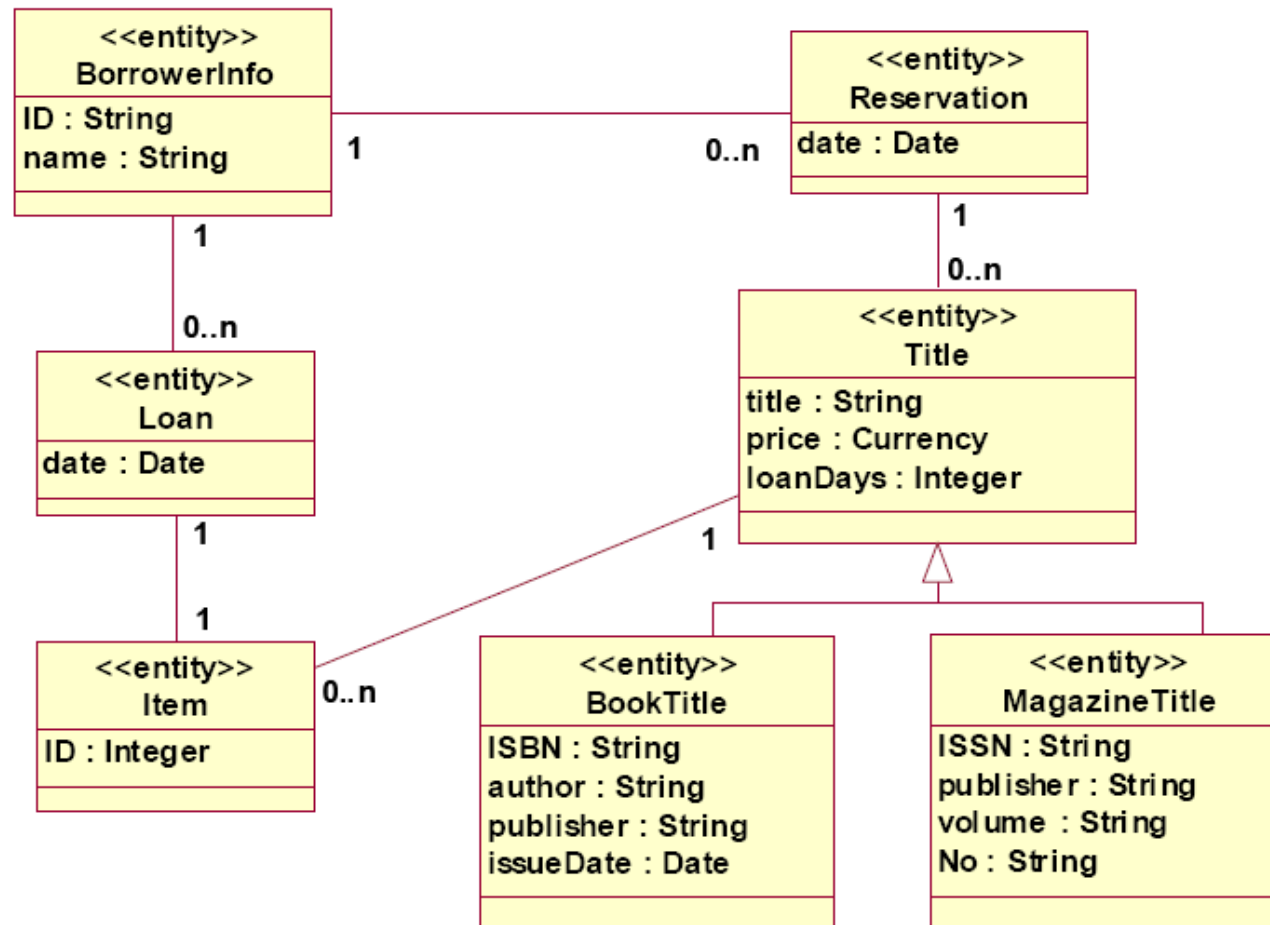 <<entity>>
BorrowerInfo
ID : String
name : String
1
0..n
<<entity>>
Reservation
date : Date
1
0..n
1
0..n
<<entity>>
Loan
date : Date
1
1
<<entity>>
Item
ID : Integer
0..n
1
<<entity>>
Title
title : String
price : Currency
loanDays : Integer
<<entity>>
BookTitle
ISBN : String
author : String
publisher : String
issueDate : Date
<<entity>>
MagazineTitle
ISSN : String
publisher : String
volume : String
No : String